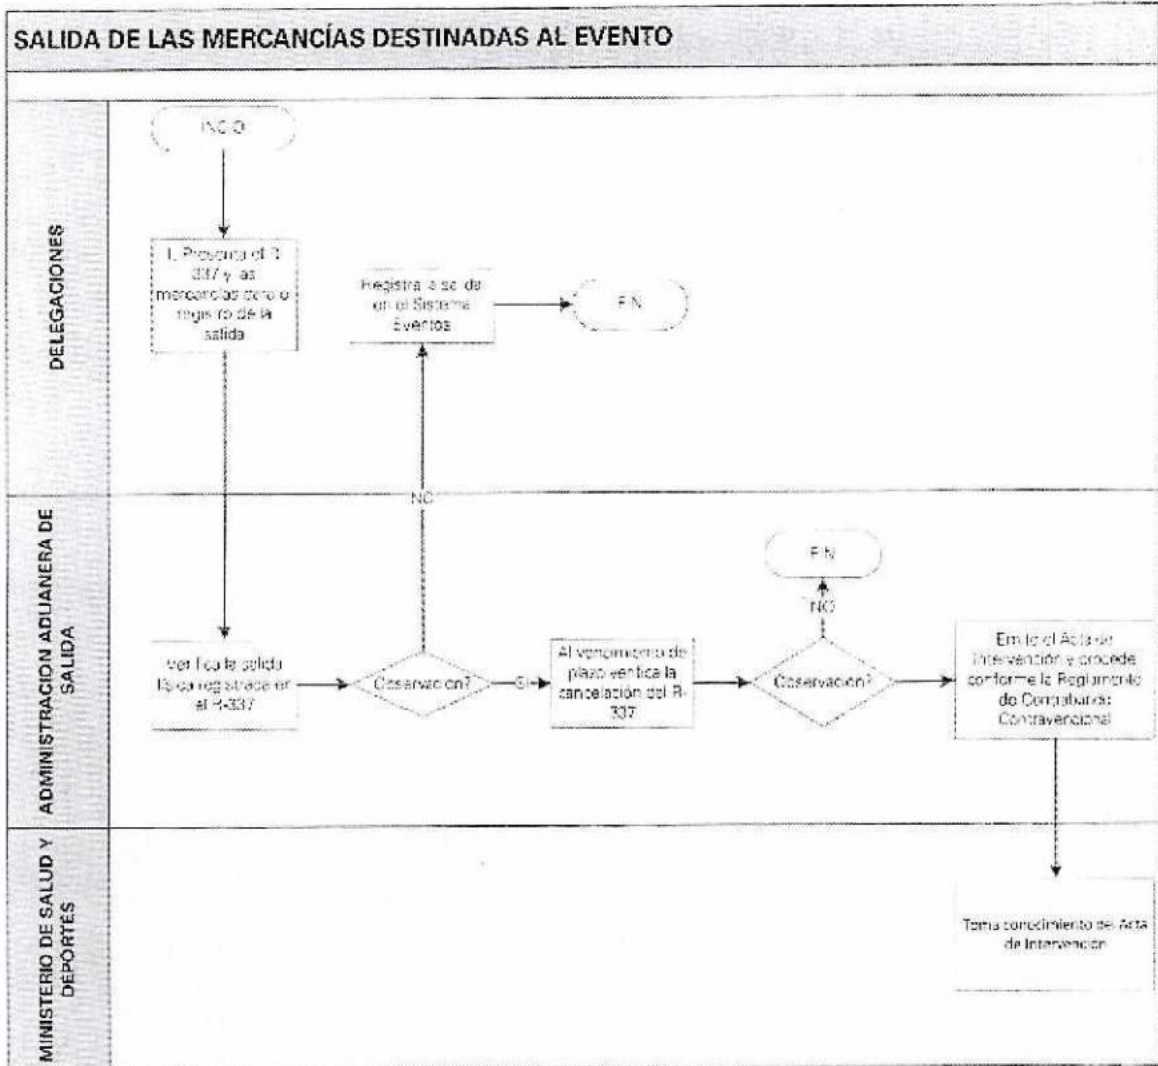 SALIDA DE LAS MERCANCÍAS DESTINADAS AL EVENTO
DELEGACIONES
INICIO
1. Presenta el R-
337 y las
mercancías para el
registro de la
salida
Registra la salida
en el Sistema
Eventos
FIN
NO
ADMINISTRACION ADUANERA DE
SALIDA
Verifica la salida
física registrada en
el R-337
Observación?
SI
Al vencimiento de
plazo verifica la
cancelación del R-
337
Observación?
NO
FIN
Emite el Acta de
Intervención y procede
conforme la Reglamento
de Contrabando
Contravencional
MINISTERIO DE SALUD Y
DEPORTES
Toma conocimiento del Acta
de Intervención